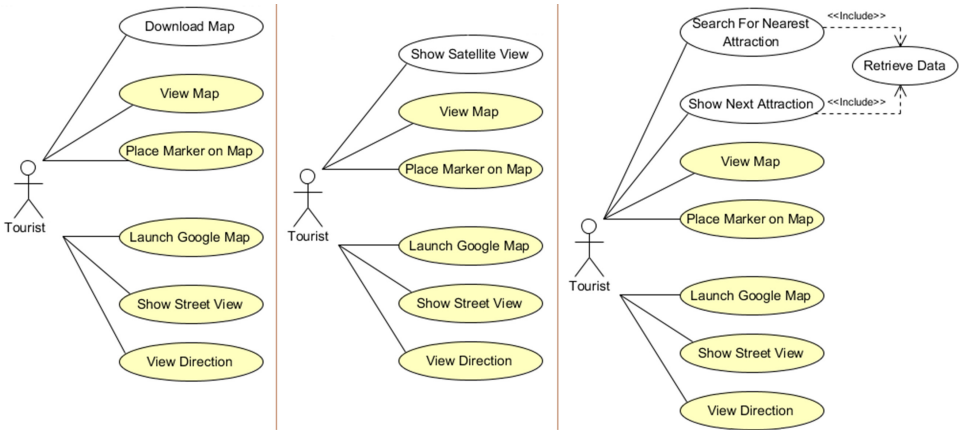 Download Map
View Map
Place Marker on Map
Tourist
Launch Google Map
Show Street View
View Direction
Show Satellite View
View Map
Place Marker on Map
Tourist
Launch Google Map
Show Street View
View Direction
Search For Nearest
Attraction
<<Include>>
Retrieve Data
Show Next Attraction
<<Include>>
View Map
Place Marker on Map
Tourist
Launch Google Map
Show Street View
View Direction